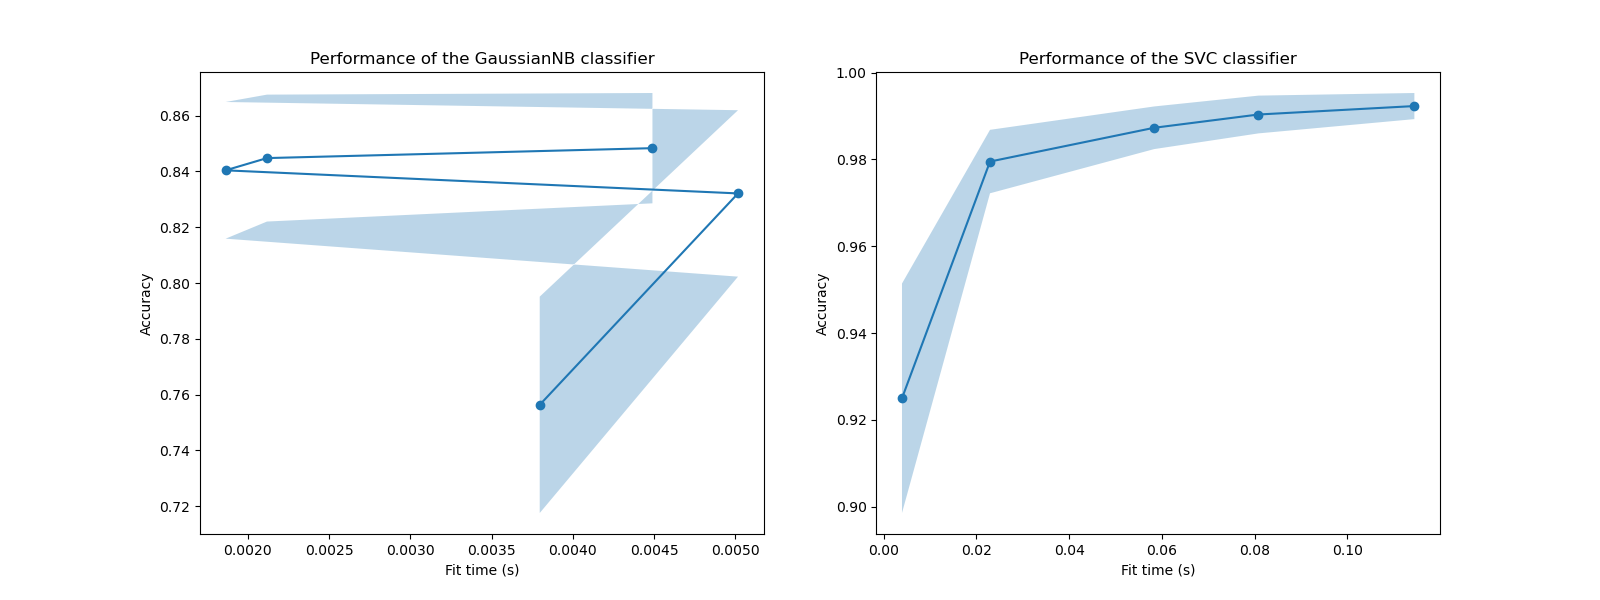 Performance of the GaussianNB classifier
0.86
0.84
0.82
0.80
0.78
0.76
0.74
0.72
Accuracy
0.0020 0.0025 0.0030 0.0035 0.0040 0.0045 0.0050
Fit time (s)
Performance of the SVC classifier
1.00
0.98
0.96
0.94
0.92
0.90
Accuracy
0.00 0.02 0.04 0.06 0.08 0.10
Fit time (s)